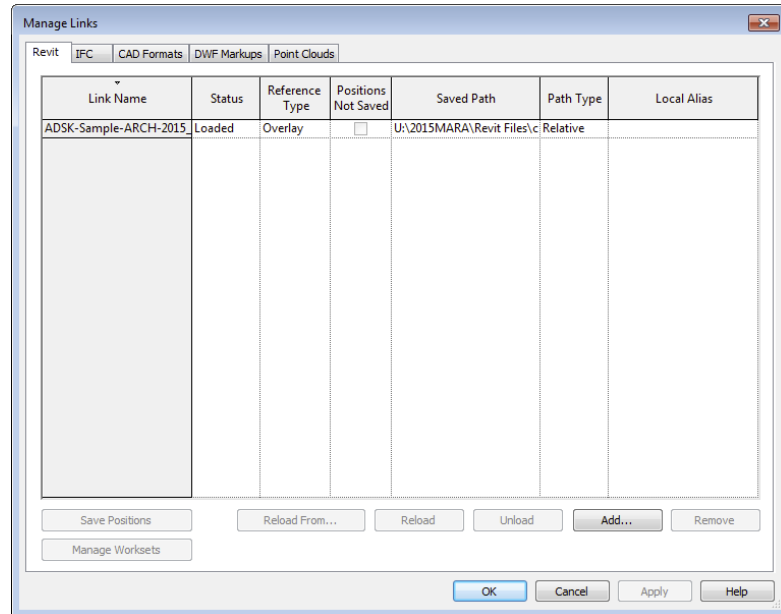 Manage Links
Revit IFC CAD Formats DWF Markups Point Clouds
Link Name Status Reference Type Positions Not Saved Saved Path Path Type Local Alias
ADSK-Sample-ARCH-2015_ Loaded Overlay U:\2015MARA\Revit Files\c Relative
Save Positions Reload From... Reload Unload Add... Remove
Manage Worksets
OK Cancel Apply Help